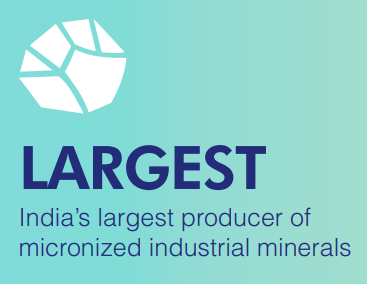 LARGEST
India’s largest producer of
micronized industrial minerals